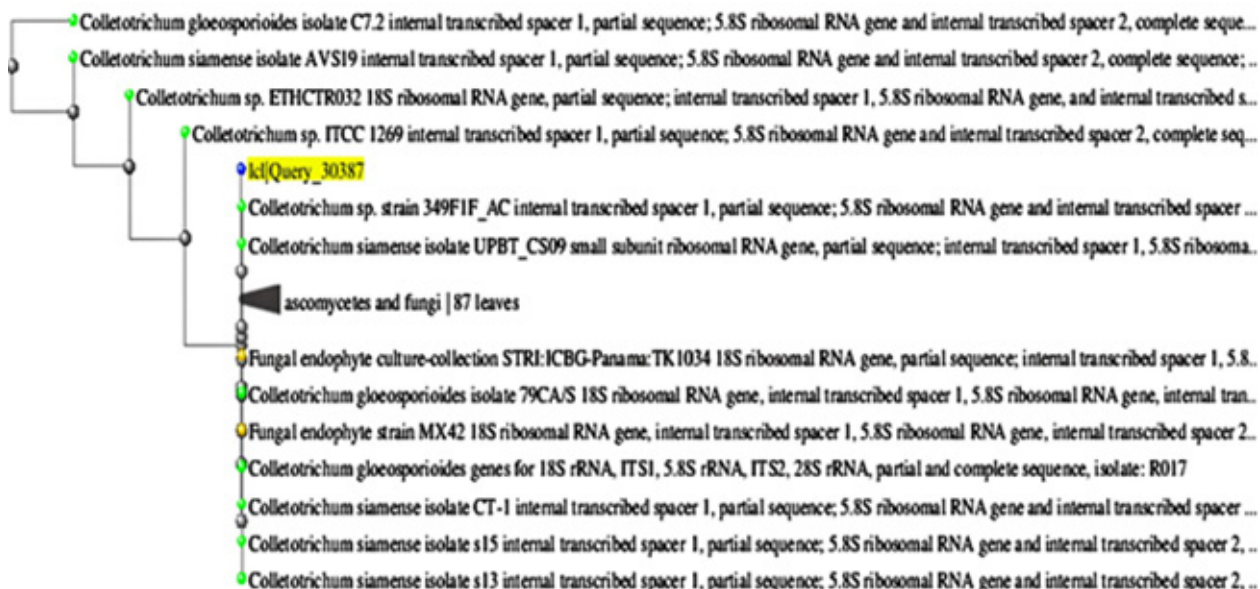 Colletotrichum gloeosporioides isolate C7.2 internal transcribed spacer 1, partial sequence; 5.8S ribosomal RNA gene and internal transcribed spacer 2, complete seque...
Colletotrichum siamense isolate AVS19 internal transcribed spacer 1, partial sequence; 5.8S ribosomal RNA gene and internal transcribed spacer 2, complete sequence; ...
Colletotrichum sp. ETHCTR032 18S ribosomal RNA gene, partial sequence; internal transcribed spacer 1, 5.8S ribosomal RNA gene, and internal transcribed s...
Colletotrichum sp. ITCC 1269 internal transcribed spacer 1, partial sequence; 5.8S ribosomal RNA gene and internal transcribed spacer 2, complete seq...
lcl|Query_30387
Colletotrichum sp. strain 349F1F_AC internal transcribed spacer 1, partial sequence; 5.8S ribosomal RNA gene and internal transcribed spacer ...
Colletotrichum siamense isolate UPBT_CS09 small subunit ribosomal RNA gene, partial sequence; internal transcribed spacer 1, 5.8S ribosoma...
ascomycetes and fungi | 87 leaves
Fungal endophyte culture-collection STRI:ICBG-Panama:TK1034 18S ribosomal RNA gene, partial sequence; internal transcribed spacer 1, 5.8...
Colletotrichum gloeosporioides isolate 79CA/S 18S ribosomal RNA gene, internal transcribed spacer 1, 5.8S ribosomal RNA gene, internal tran...
Fungal endophyte strain MX42 18S ribosomal RNA gene, internal transcribed spacer 1, 5.8S ribosomal RNA gene, internal transcribed spacer 2...
Colletotrichum gloeosporioides genes for 18S rRNA, ITS1, 5.8S rRNA, ITS2, 28S rRNA, partial and complete sequence, isolate: R017
Colletotrichum siamense isolate CT-1 internal transcribed spacer 1, partial sequence; 5.8S ribosomal RNA gene and internal transcribed spacer ...
Colletotrichum siamense isolate s15 internal transcribed spacer 1, partial sequence; 5.8S ribosomal RNA gene and internal transcribed spacer 2, ...
Colletotrichum siamense isolate s13 internal transcribed spacer 1, partial sequence; 5.8S ribosomal RNA gene and internal transcribed spacer 2, ...